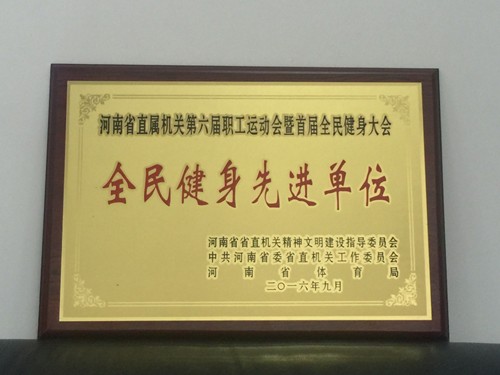 河南省直属机关第六届职工运动会暨首届全民健身大会
全民健身先进单位
河南省省直机关精神文明建设指导委员会
中共河南省委省直机关工作委员会
河南省体育局
二〇一六年九月